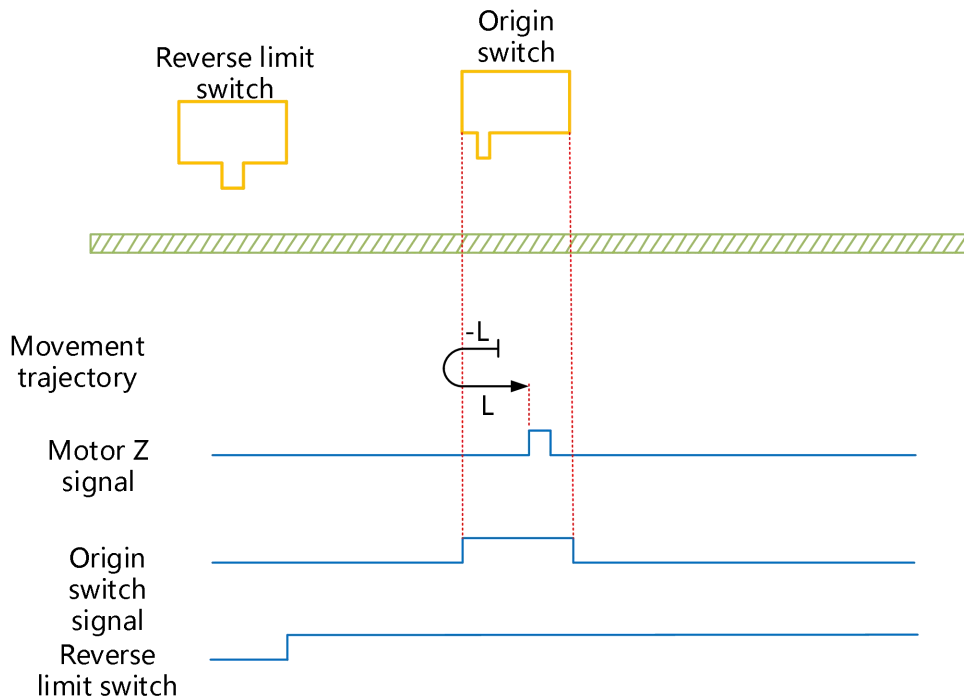 Origin
switch
Reverse limit
switch
-L
Movement
trajectory
L
Motor Z
signal
Origin
switch
signal
Reverse
limit switch